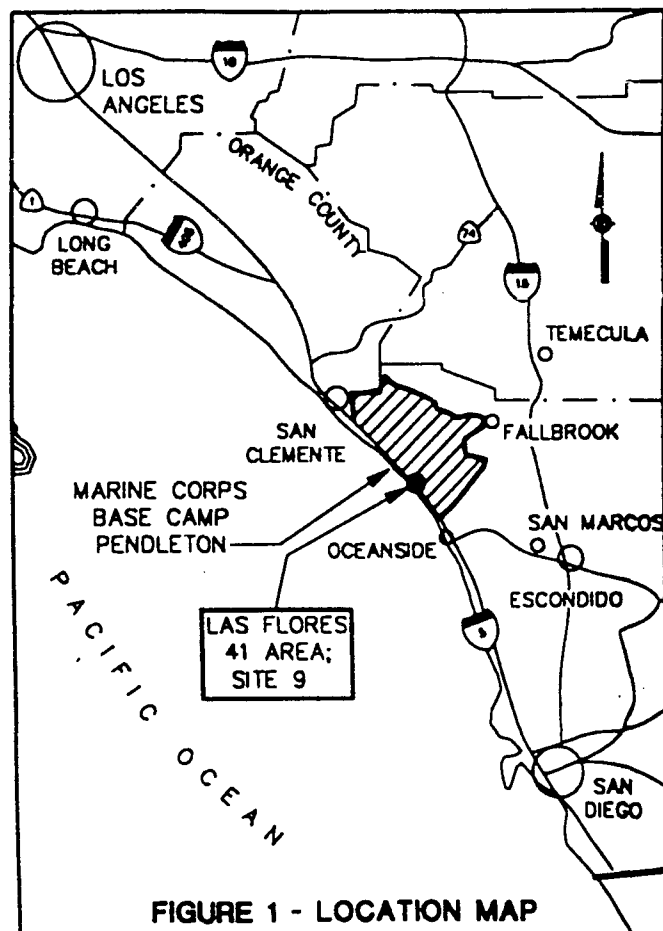 LOS
ANGELES
10
ORANGE COUNTY
1
LONG
BEACH
74
15
TEMECULA
SAN
CLEMENTE
FALLBROOK
MARINE CORPS
BASE CAMP
PENDLETON
OCEANSIDE
SAN MARCOS
ESCONDIDO
LAS FLORES
41 AREA;
SITE 9
5
PACIFIC OCEAN
SAN
DIEGO
FIGURE 1 - LOCATION MAP